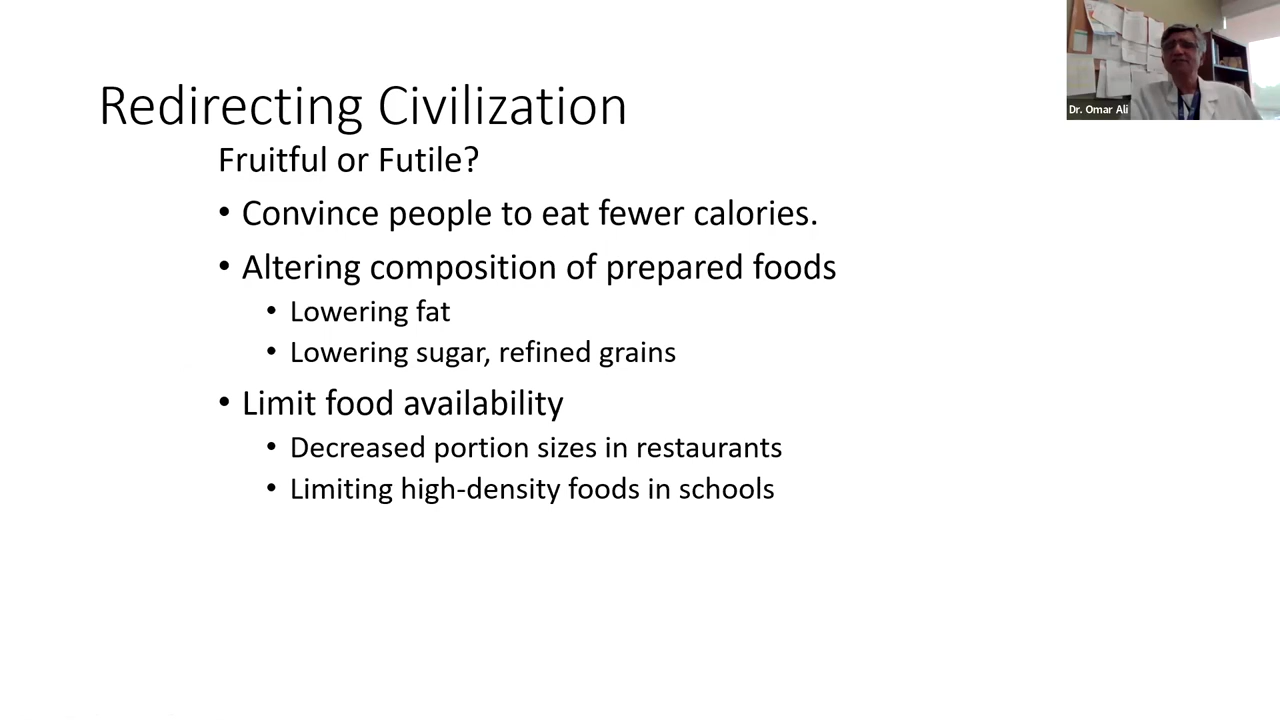 Redirecting Civilization
Dr. Omar Ali
Fruitful or Futile?
• Convince people to eat fewer calories.
• Altering composition of prepared foods
• Lowering fat
• Lowering sugar, refined grains
• Limit food availability
• Decreased portion sizes in restaurants
• Limiting high-density foods in schools